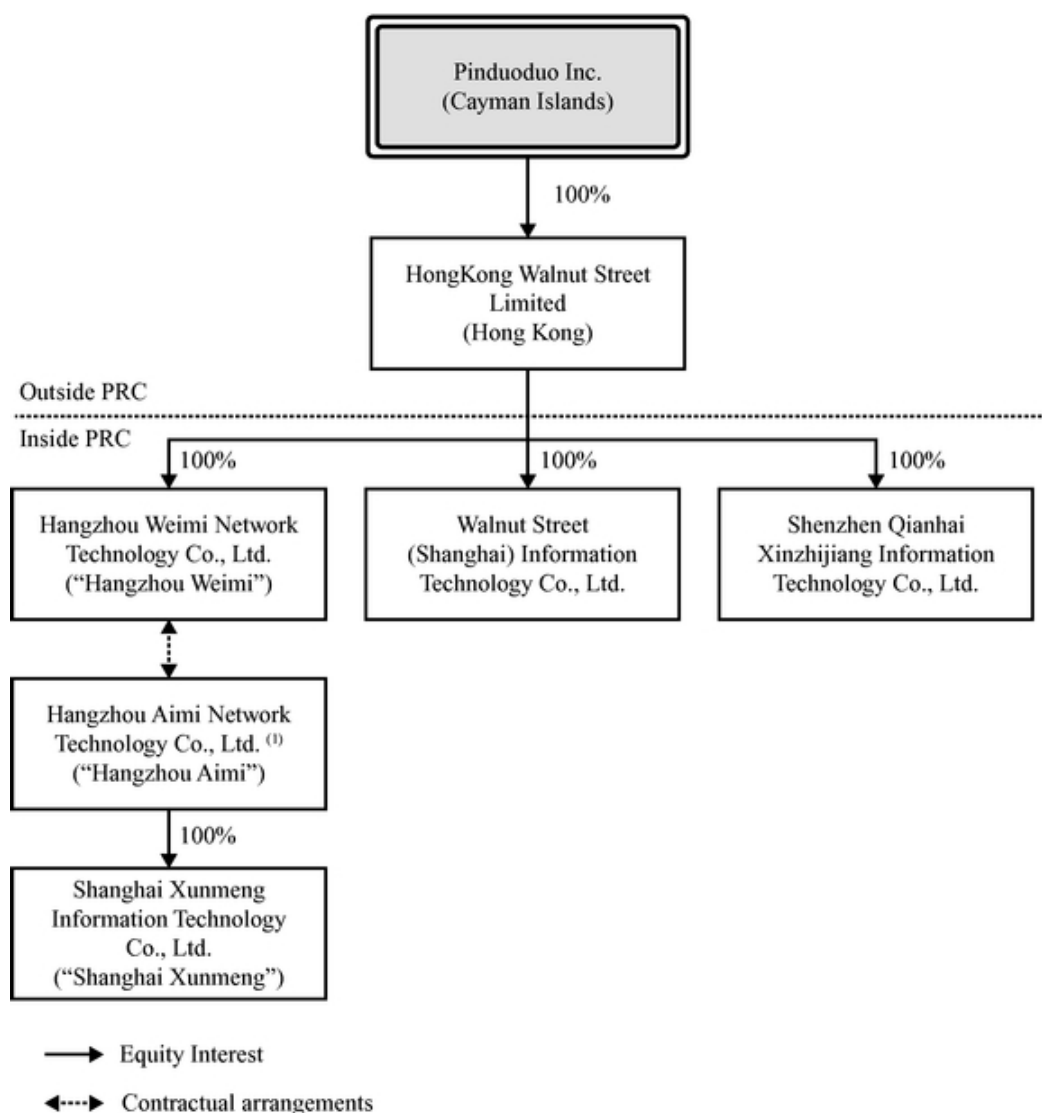 Pinduoduo Inc.
(Cayman Islands)
100%
HongKong Walnut Street
Limited
(Hong Kong)
Outside PRC
Inside PRC
100%
100%
100%
Hangzhou Weimi Network
Technology Co., Ltd.
(“Hangzhou Weimi”)
Walnut Street
(Shanghai) Information
Technology Co., Ltd.
Shenzhen Qianhai
Xinzhijiang Information
Technology Co., Ltd.
Hangzhou Aimi Network
Technology Co., Ltd. (1)
(“Hangzhou Aimi”)
100%
Shanghai Xunmeng
Information Technology
Co., Ltd.
(“Shanghai Xunmeng”)
Equity Interest
Contractual arrangements